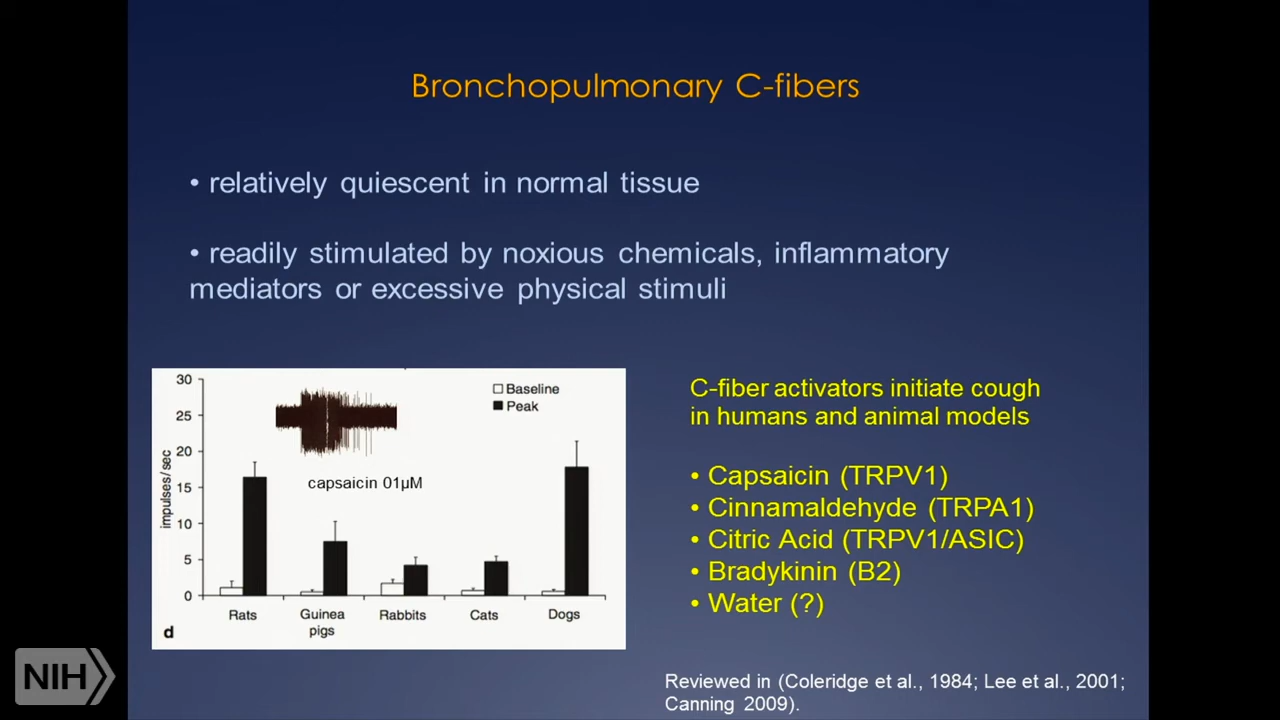 Bronchopulmonary C-fibers
• relatively quiescent in normal tissue
• readily stimulated by noxious chemicals, inflammatory
mediators or excessive physical stimuli
30
25
20
15
10
5
0
impulses/sec
Baseline
Peak
capsaicin 01µM
Rats
Guinea
pigs
Rabbits
Cats
Dogs
d
C-fiber activators initiate cough
in humans and animal models
• Capsaicin (TRPV1)
• Cinnamaldehyde (TRPA1)
• Citric Acid (TRPV1/ASIC)
• Bradykinin (B2)
• Water (?)
Reviewed in (Coleridge et al., 1984; Lee et al., 2001;
Canning 2009).
NIH